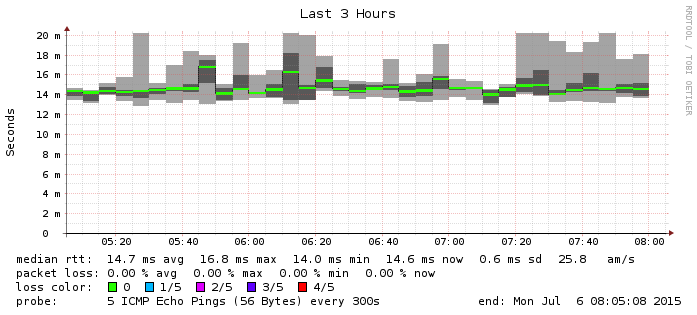 Last 3 Hours
RRDTOOL / TOBI OETIKER
Seconds
20 m
18 m
16 m
14 m
12 m
10 m
8 m
6 m
4 m
2 m
0
05:20 05:40 06:00 06:20 06:40 07:00 07:20 07:40 08:00
median rtt: 14.7 ms avg 16.8 ms max 14.0 ms min 14.6 ms now 0.6 ms sd 25.8 am/s
packet loss: 0.00 % avg 0.00 % max 0.00 % min 0.00 % now
loss color: 0 1/5 2/5 3/5 4/5
probe: 5 ICMP Echo Pings (56 Bytes) every 300s end: Mon Jul 6 08:05:08 2015